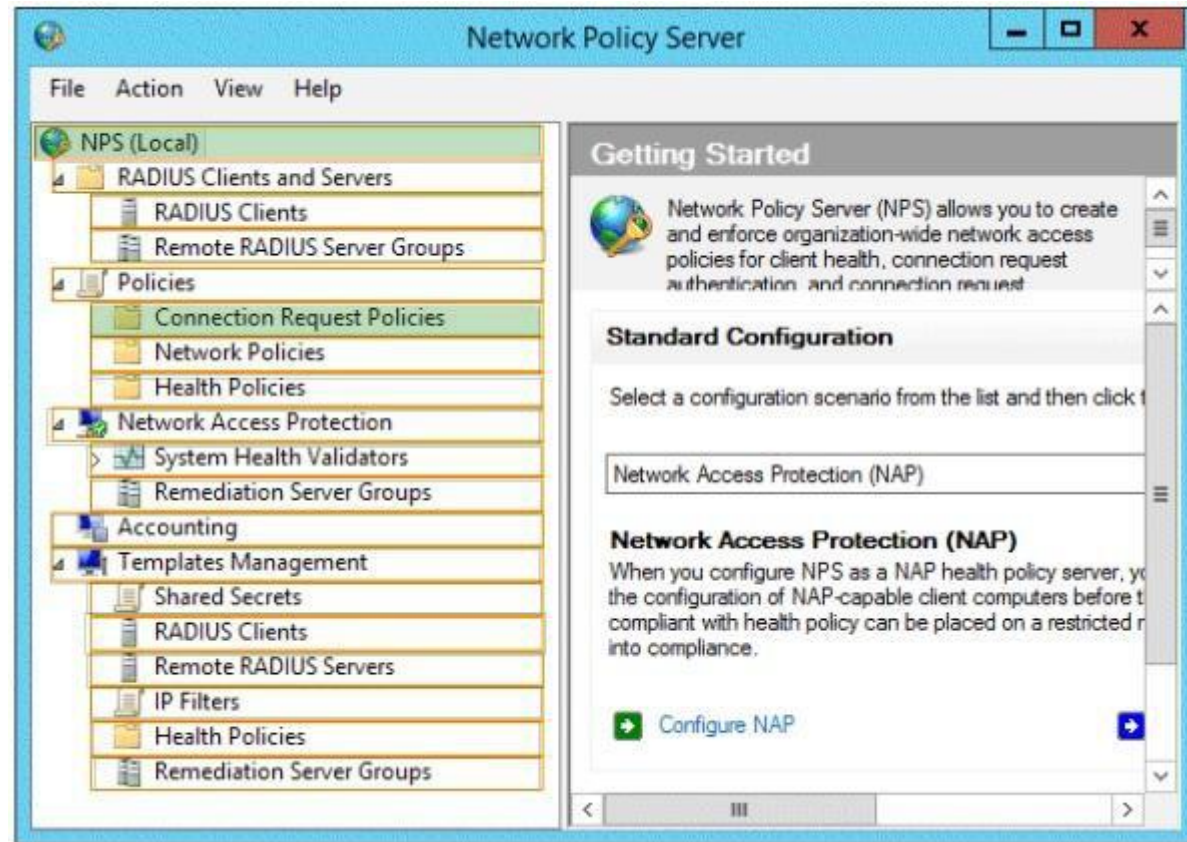 Network Policy Server
File Action View Help
NPS (Local)
RADIUS Clients and Servers
RADIUS Clients
Remote RADIUS Server Groups
Policies
Connection Request Policies
Network Policies
Health Policies
Network Access Protection
System Health Validators
Remediation Server Groups
Accounting
Templates Management
Shared Secrets
RADIUS Clients
Remote RADIUS Servers
IP Filters
Health Policies
Remediation Server Groups
Getting Started
Network Policy Server (NPS) allows you to create
and enforce organization-wide network access
policies for client health, connection request
authentication, and connection request
Standard Configuration
Select a configuration scenario from the list and then click
Network Access Protection (NAP)
Network Access Protection (NAP)
When you configure NPS as a NAP health policy server,
the configuration of NAP-capable client computers before
compliant with health policy can be placed on a restricted
into compliance.
Configure NAP